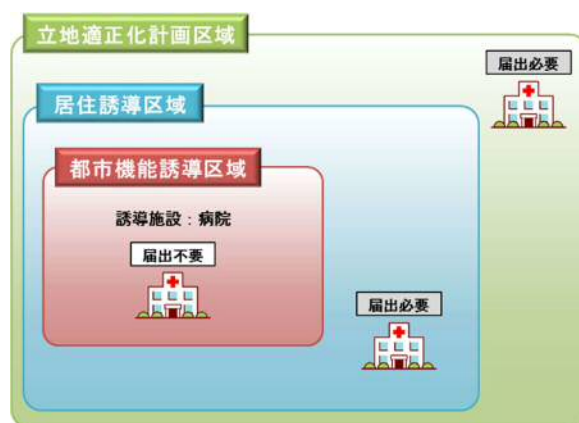 立地適正化計画区域
届出必要
居住誘導区域
都市機能誘導区域
誘導施設：病院
届出不要
届出必要